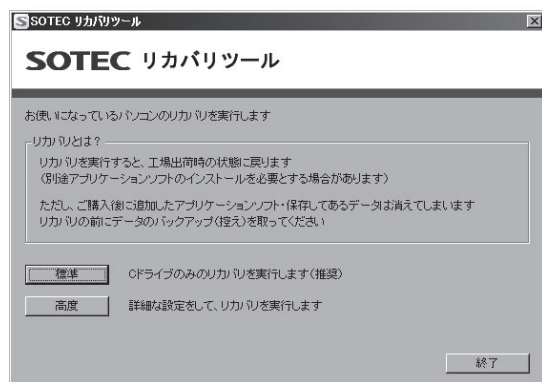 SOTEC リカバリツール
SOTEC リカバリツール
お使いになっているパソコンのリカバリを実行します
リカバリとは？
リカバリを実行すると、工場出荷時の状態に戻ります
（別途アプリケーションソフトのインストールを必要とする場合があります）
ただし、ご購入後に追加したアプリケーションソフト・保存してあるデータは消えてしまいます
リカバリの前にデータのバックアップ（控え）を取ってください
標準 Cドライブのみのリカバリを実行します（推奨）
高度 詳細な設定をして、リカバリを実行します
終了